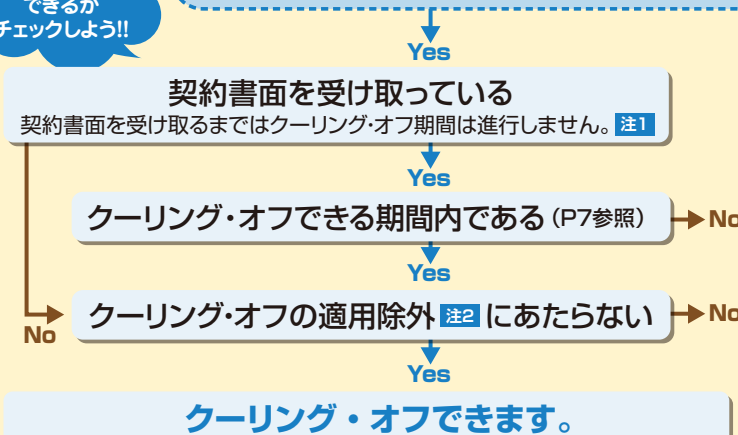 できるか
チェックしよう!!
Yes
契約書面を受け取っている
契約書面を受け取るまではクーリング・オフ期間は進行しません。注1
Yes
クーリング・オフできる期間内である（P7参照）
No
Yes
クーリング・オフの適用除外 注2 にあたらない
No
No
Yes
クーリング・オフできます。